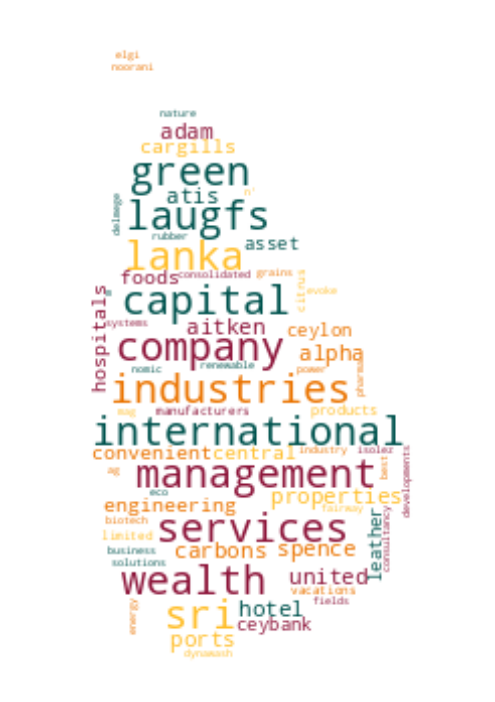 elgi
noorani
nature
adam
cargills
green
atis
n'
delmege
laugfs
rubber
asset
lanka
foods
consolidated
grains
citrus
evoke
capital
hospitals
systems
aitken
ceylon
company
alpha
nomic
renewable
power
pharma
industries
mag
manufacturers
products
international
convenient
central
industry
isolez
ag
management
best
developments
eco
properties
engineering
fairway
biotech
services
limited
leather
consultancy
business
carbons
spence
solutions
wealth
united
vacations
energy
sri
hotel
fields
ceybank
ports
dynawash